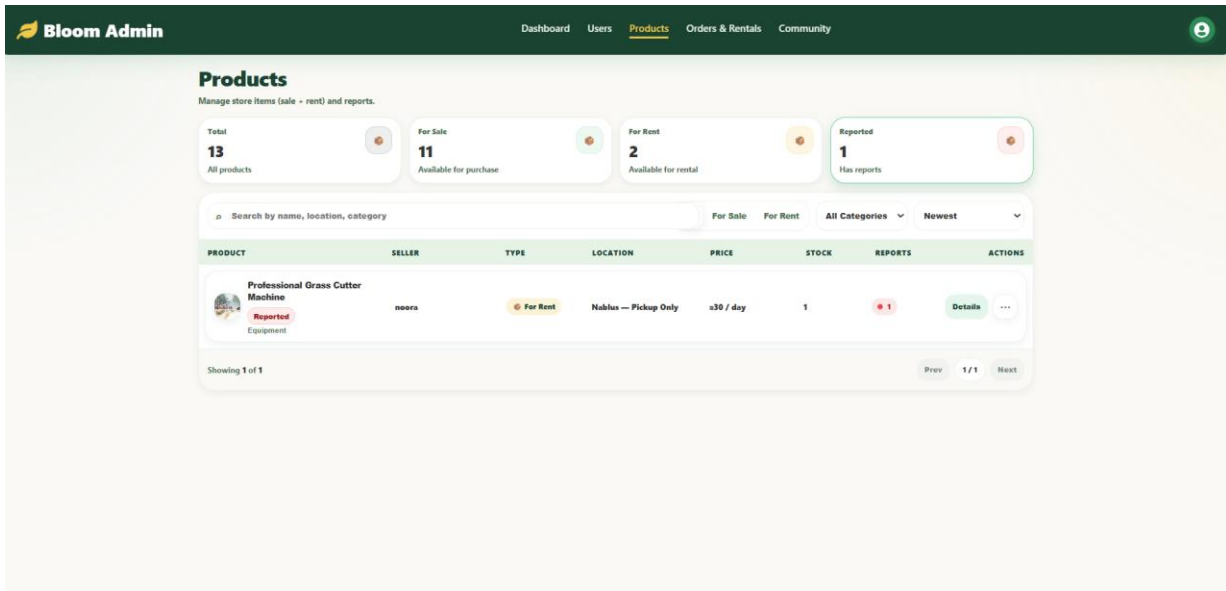 Bloom Admin
Dashboard Users Products Orders & Rentals Community
Products
Manage store items (sale + rent) and reports.
Total
13
All products
For Sale
11
Available for purchase
For Rent
2
Available for rental
Reported
1
Has reports
Search by name, location, category
For Sale For Rent All Categories Newest
PRODUCT SELLER TYPE LOCATION PRICE STOCK REPORTS ACTIONS
Professional Grass Cutter
Machine
Reported
Equipment
noora
For Rent
Nablus — Pickup Only
₪30 / day
1
1
Details ...
Showing 1 of 1
Prev 1/1 Next